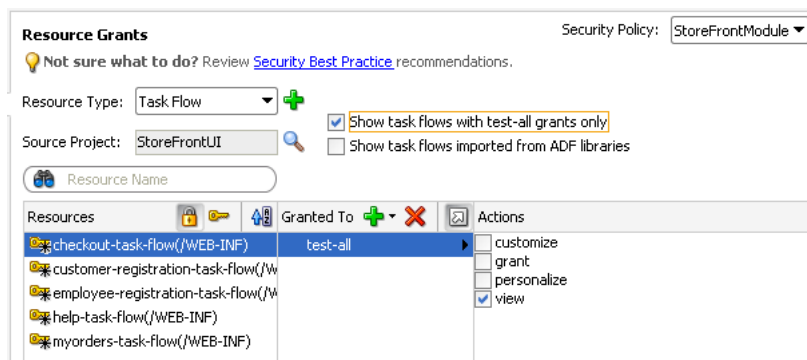 Resource Grants
Security Policy: StoreFrontModule
Not sure what to do? Review Security Best Practice recommendations.
Resource Type: Task Flow
Show task flows with test-all grants only
Source Project: StoreFrontUI
Show task flows imported from ADF libraries
Resource Name
Resources Granted To Actions
checkout-task-flow(/WEB-INF) test-all customize
customer-registration-task-flow(/W grant
employee-registration-task-flow(/W personalize
help-task-flow(/WEB-INF) view
myorders-task-flow(/WEB-INF)